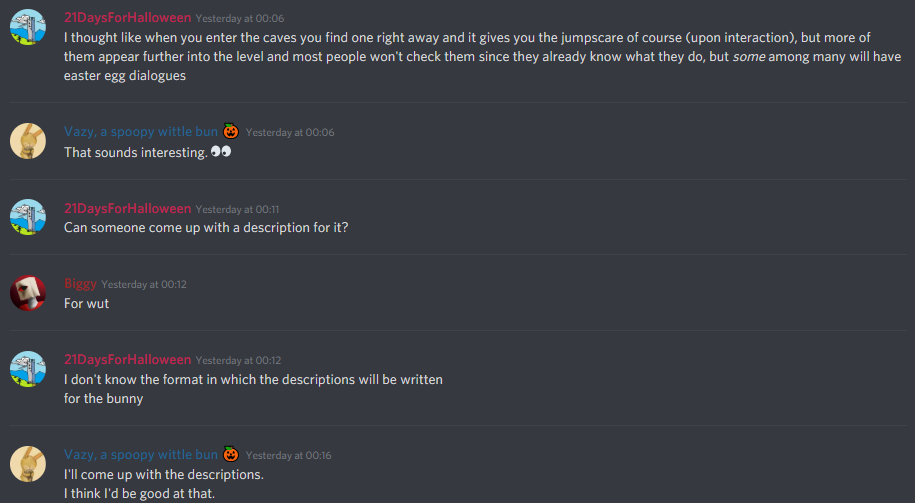 21DaysForHalloween Yesterday at 00:06
I thought like when you enter the caves you find one right away and it gives you the jumpscare of course (upon interaction), but more of
them appear further into the level and most people won't check them since they already know what they do, but some among many will have
easter egg dialogues
Vazy, a spoopy wittle bun 🎃 Yesterday at 00:06
That sounds interesting. 👀
21DaysForHalloween Yesterday at 00:11
Can someone come up with a description for it?
Biggy Yesterday at 00:12
For wut
21DaysForHalloween Yesterday at 00:12
I don't know the format in which the descriptions will be written
for the bunny
Vazy, a spoopy wittle bun 🎃 Yesterday at 00:16
I'll come up with the descriptions.
I think I'd be good at that.